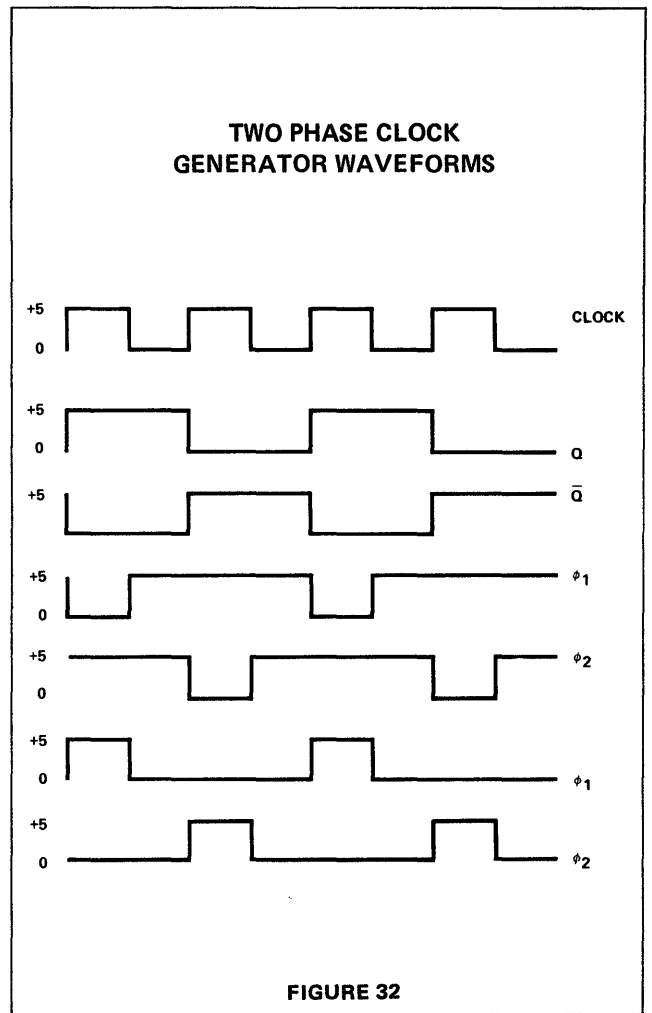 TWO PHASE CLOCK
GENERATOR WAVEFORMS
+5
0
CLOCK
+5
0
Q
+5
Q̅
+5
0
ϕ1
+5
0
ϕ2
+5
0
ϕ1
+5
0
ϕ2
FIGURE 32